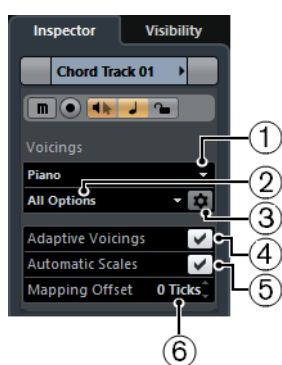 Inspector Visibility
Chord Track 01
m
Voicings
1
Piano
2
All Options
3
Adaptive Voicings
4
Automatic Scales
5
Mapping Offset 0 Ticks
6